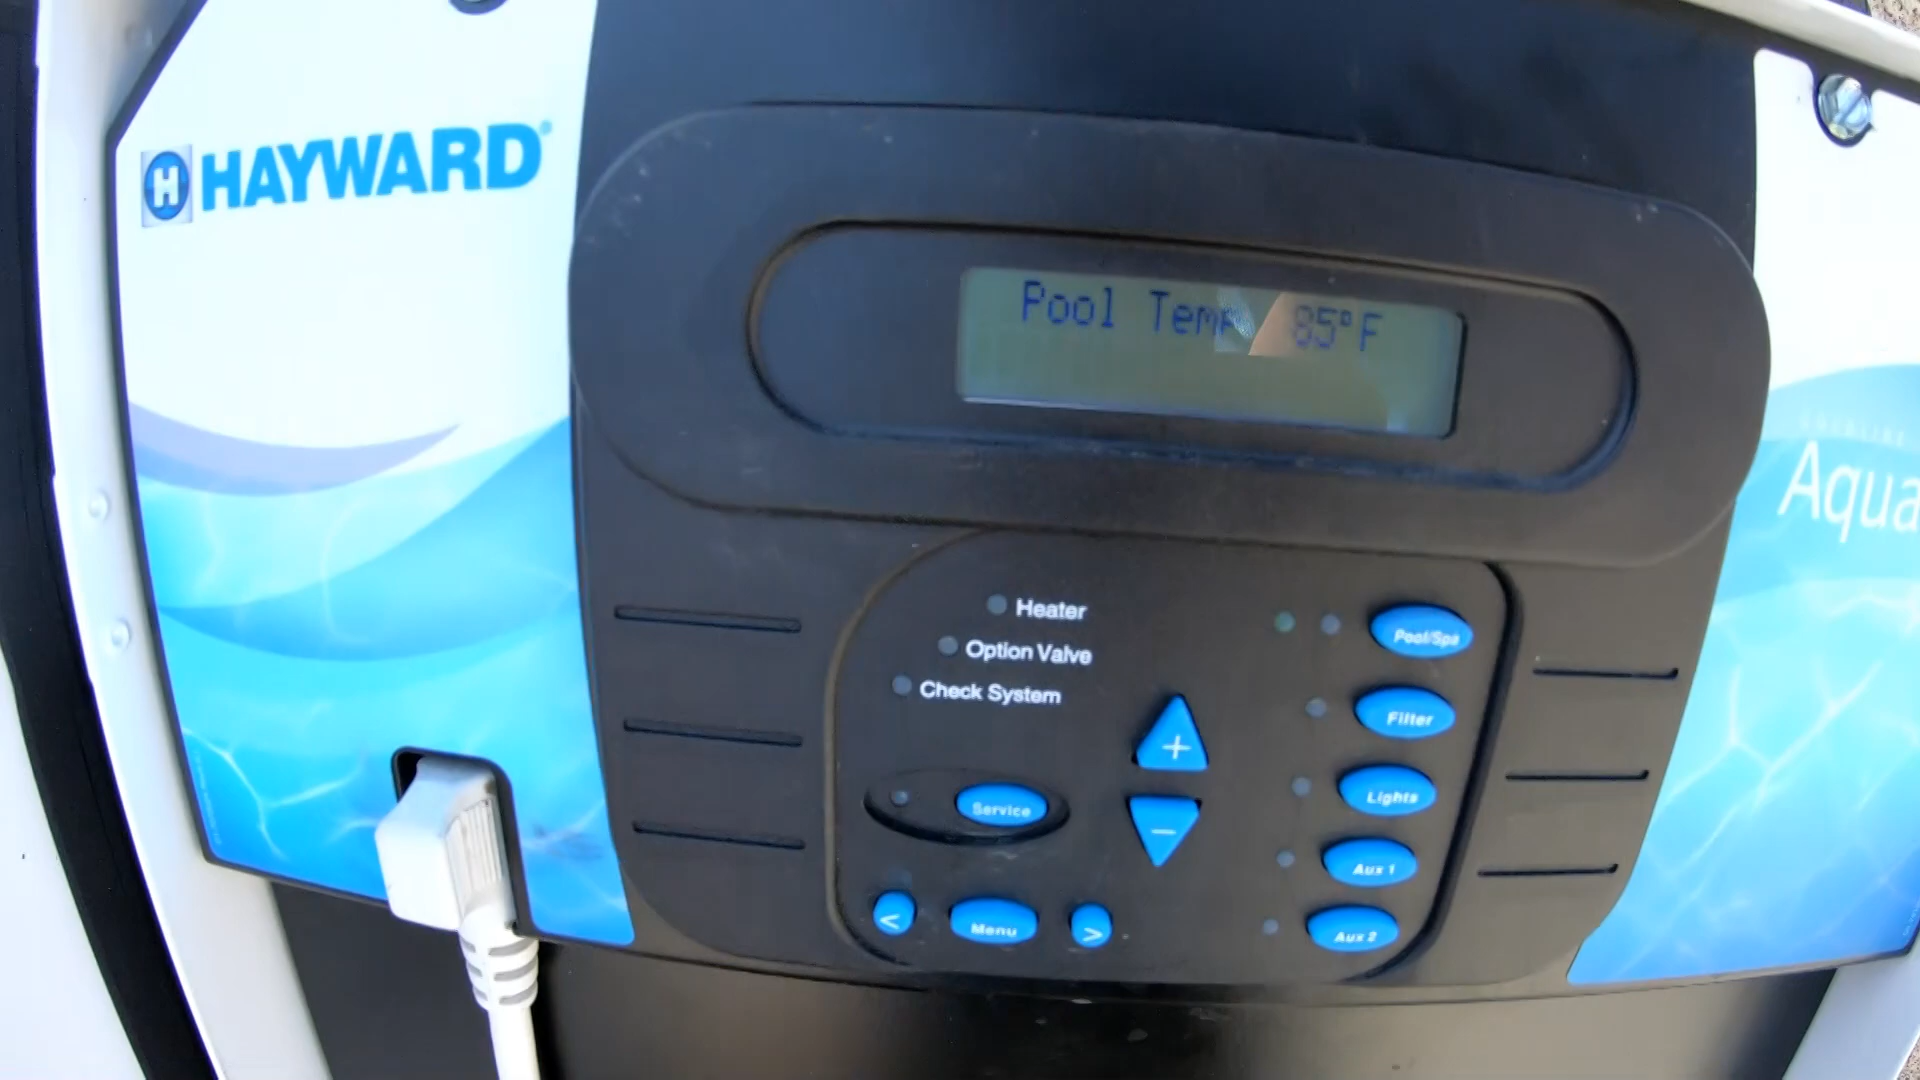 H HAYWARD
Pool Temp 85°F
Aqua
Heater
Option Valve
Check System
Pool/Spa
Filter
Lights
Aux 1
Aux 2
+
−
Service
< Menu >